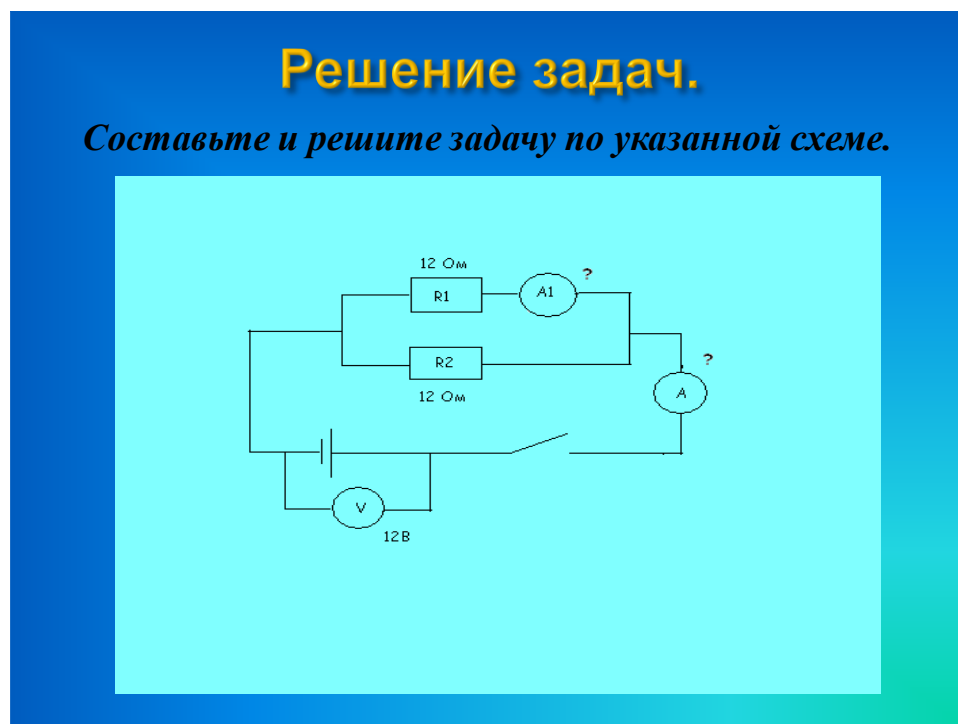 Решение задач.
Составьте и решите задачу по указанной схеме.
12 Ом
?
R1
A1
R2
?
12 Ом
A
V
12В